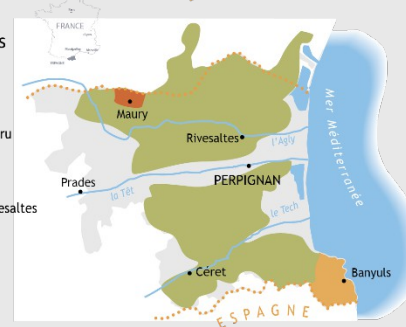 FRANCE
s
Maury
ru
Rivesaltes
l'Agly
Mer Méditerranée
Prades
la Têt
PERPIGNAN
esaltes
le Tech
Céret
Banyuls
ESPAGNE